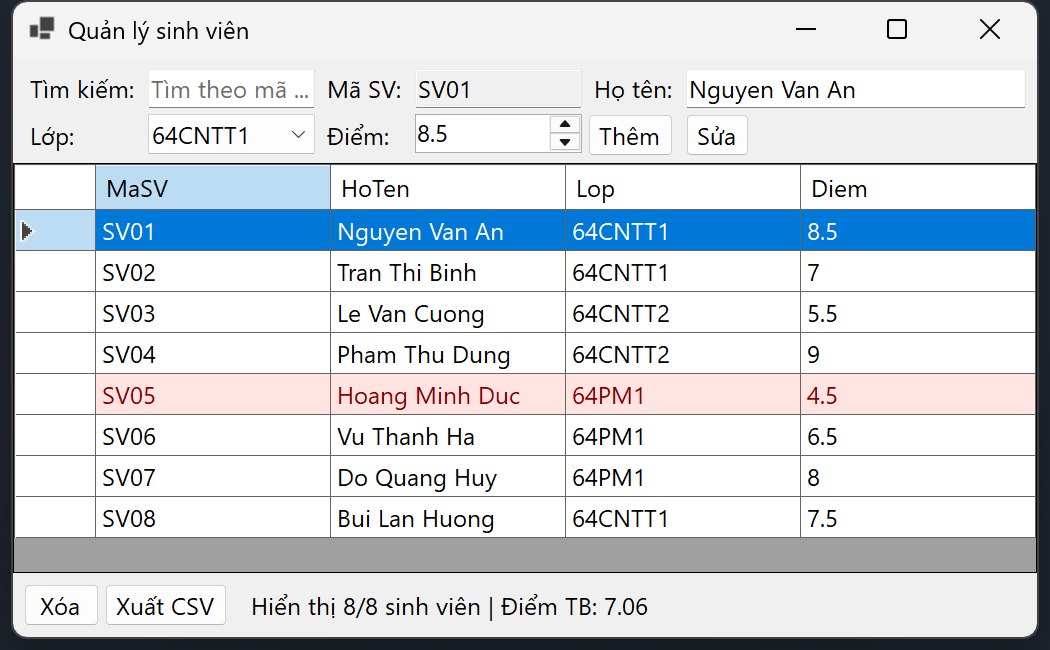 Quản lý sinh viên
Tìm kiếm: Tìm theo mã ... Mã SV: SV01 Họ tên: Nguyen Van An
Lớp: 64CNTT1 Điểm: 8.5 Thêm Sửa
MaSV HoTen Lop Diem
SV01 Nguyen Van An 64CNTT1 8.5
SV02 Tran Thi Binh 64CNTT1 7
SV03 Le Van Cuong 64CNTT2 5.5
SV04 Pham Thu Dung 64CNTT2 9
SV05 Hoang Minh Duc 64PM1 4.5
SV06 Vu Thanh Ha 64PM1 6.5
SV07 Do Quang Huy 64PM1 8
SV08 Bui Lan Huong 64CNTT1 7.5
Xóa Xuất CSV Hiển thị 8/8 sinh viên | Điểm TB: 7.06